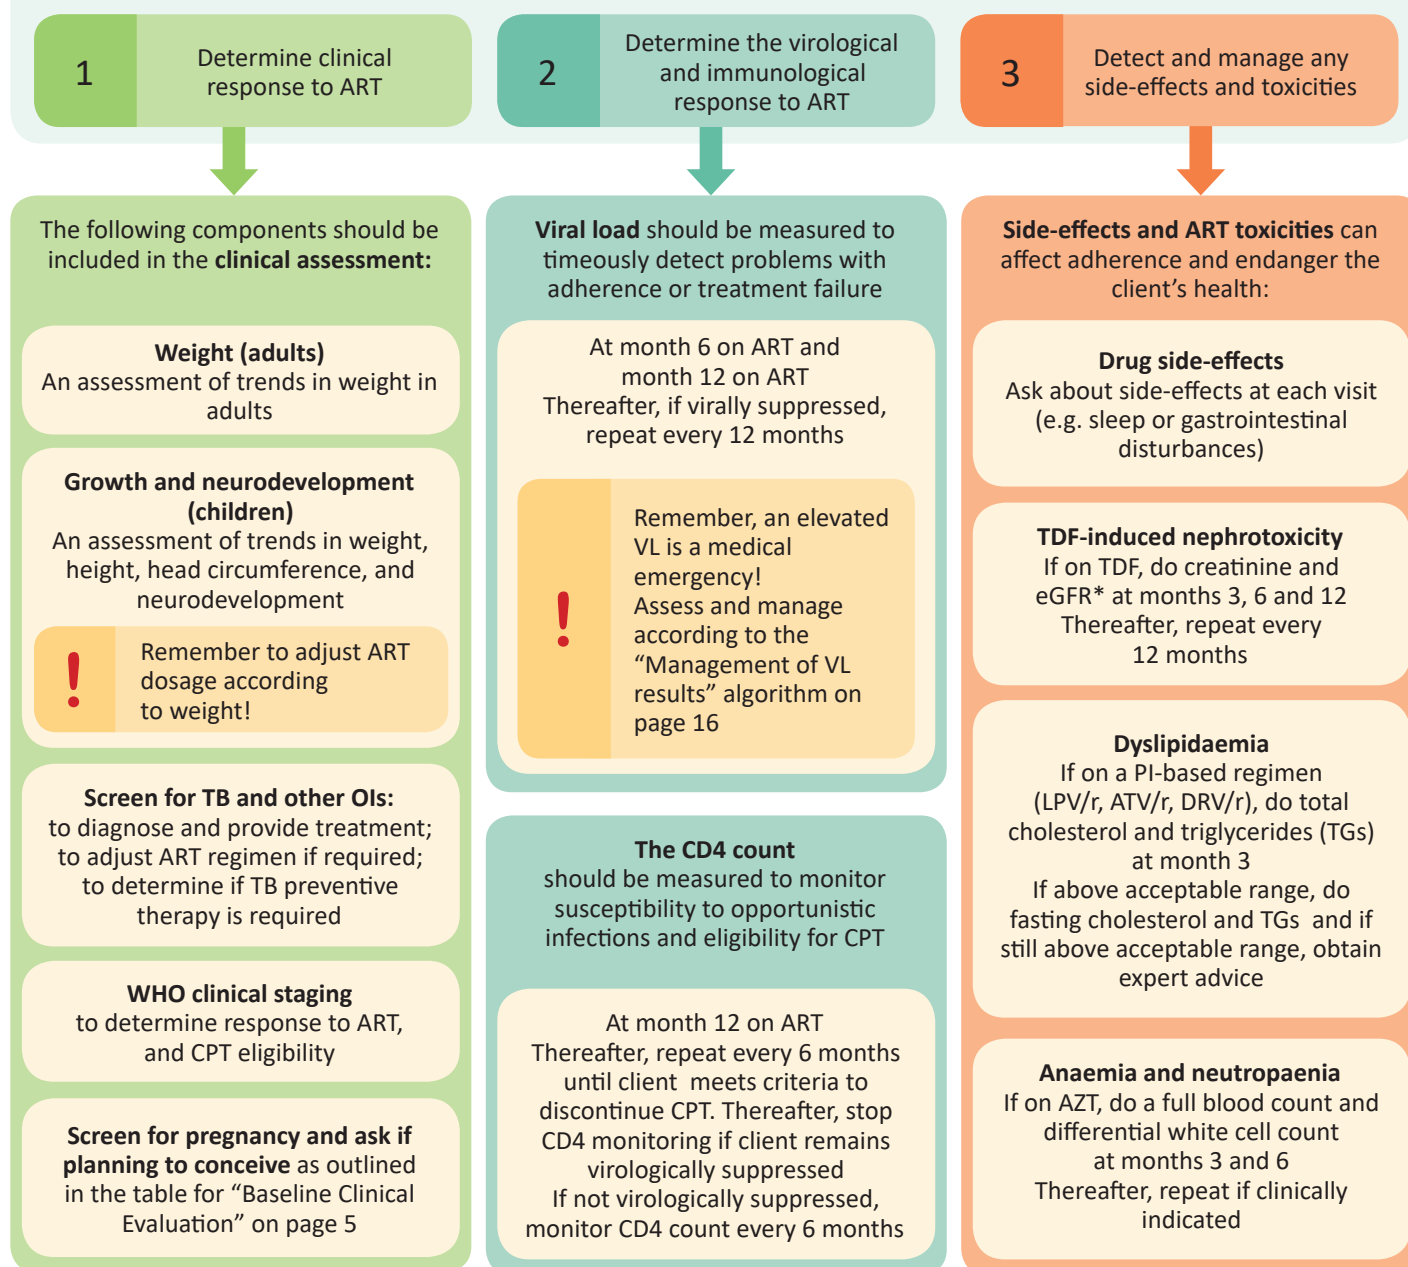 1
Determine clinical
response to ART
2
Determine the virological
and immunological
response to ART
3
Detect and manage any
side-effects and toxicities
The following components should be
included in the clinical assessment:
Weight (adults)
An assessment of trends in weight in
adults
Growth and neurodevelopment
(children)
An assessment of trends in weight,
height, head circumference, and
neurodevelopment
!
Remember to adjust ART
dosage according
to weight!
Screen for TB and other OIs:
to diagnose and provide treatment;
to adjust ART regimen if required;
to determine if TB preventive
therapy is required
WHO clinical staging
to determine response to ART,
and CPT eligibility
Screen for pregnancy and ask if
planning to conceive as outlined
in the table for “Baseline Clinical
Evaluation” on page 5
Viral load should be measured to
timeously detect problems with
adherence or treatment failure
At month 6 on ART and
month 12 on ART
Thereafter, if virally suppressed,
repeat every 12 months
!
Remember, an elevated
VL is a medical
emergency!
Assess and manage
according to the
“Management of VL
results” algorithm on
page 16
The CD4 count
should be measured to monitor
susceptibility to opportunistic
infections and eligibility for CPT
At month 12 on ART
Thereafter, repeat every 6 months
until client meets criteria to
discontinue CPT. Thereafter, stop
CD4 monitoring if client remains
virologically suppressed
If not virologically suppressed,
monitor CD4 count every 6 months
Side-effects and ART toxicities can
affect adherence and endanger the
client’s health:
Drug side-effects
Ask about side-effects at each visit
(e.g. sleep or gastrointestinal
disturbances)
TDF-induced nephrotoxicity
If on TDF, do creatinine and
eGFR* at months 3, 6 and 12
Thereafter, repeat every
12 months
Dyslipidaemia
If on a PI-based regimen
(LPV/r, ATV/r, DRV/r), do total
cholesterol and triglycerides (TGs)
at month 3
If above acceptable range, do
fasting cholesterol and TGs and if
still above acceptable range, obtain
expert advice
Anaemia and neutropaenia
If on AZT, do a full blood count and
differential white cell count
at months 3 and 6
Thereafter, repeat if clinically
indicated